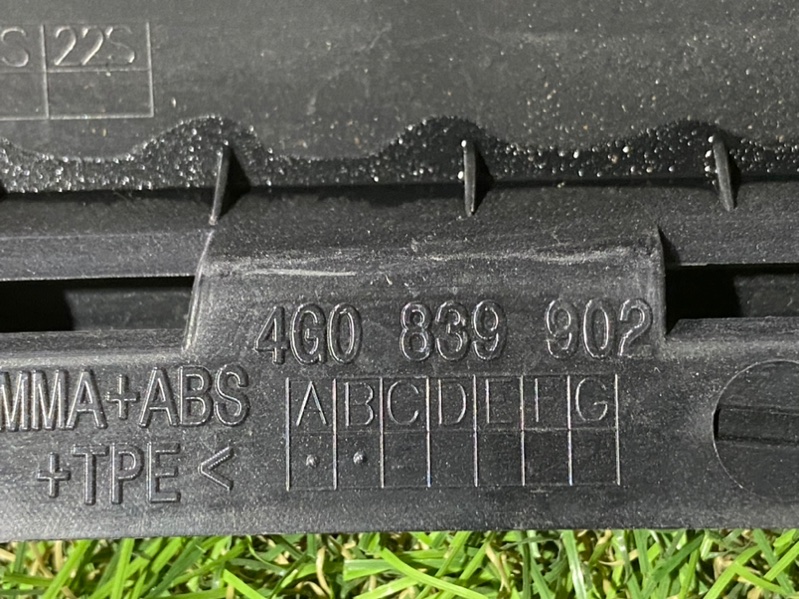 S 22S
4G0 839 902
MMA+ABS
A B C D E F G
+TPE<